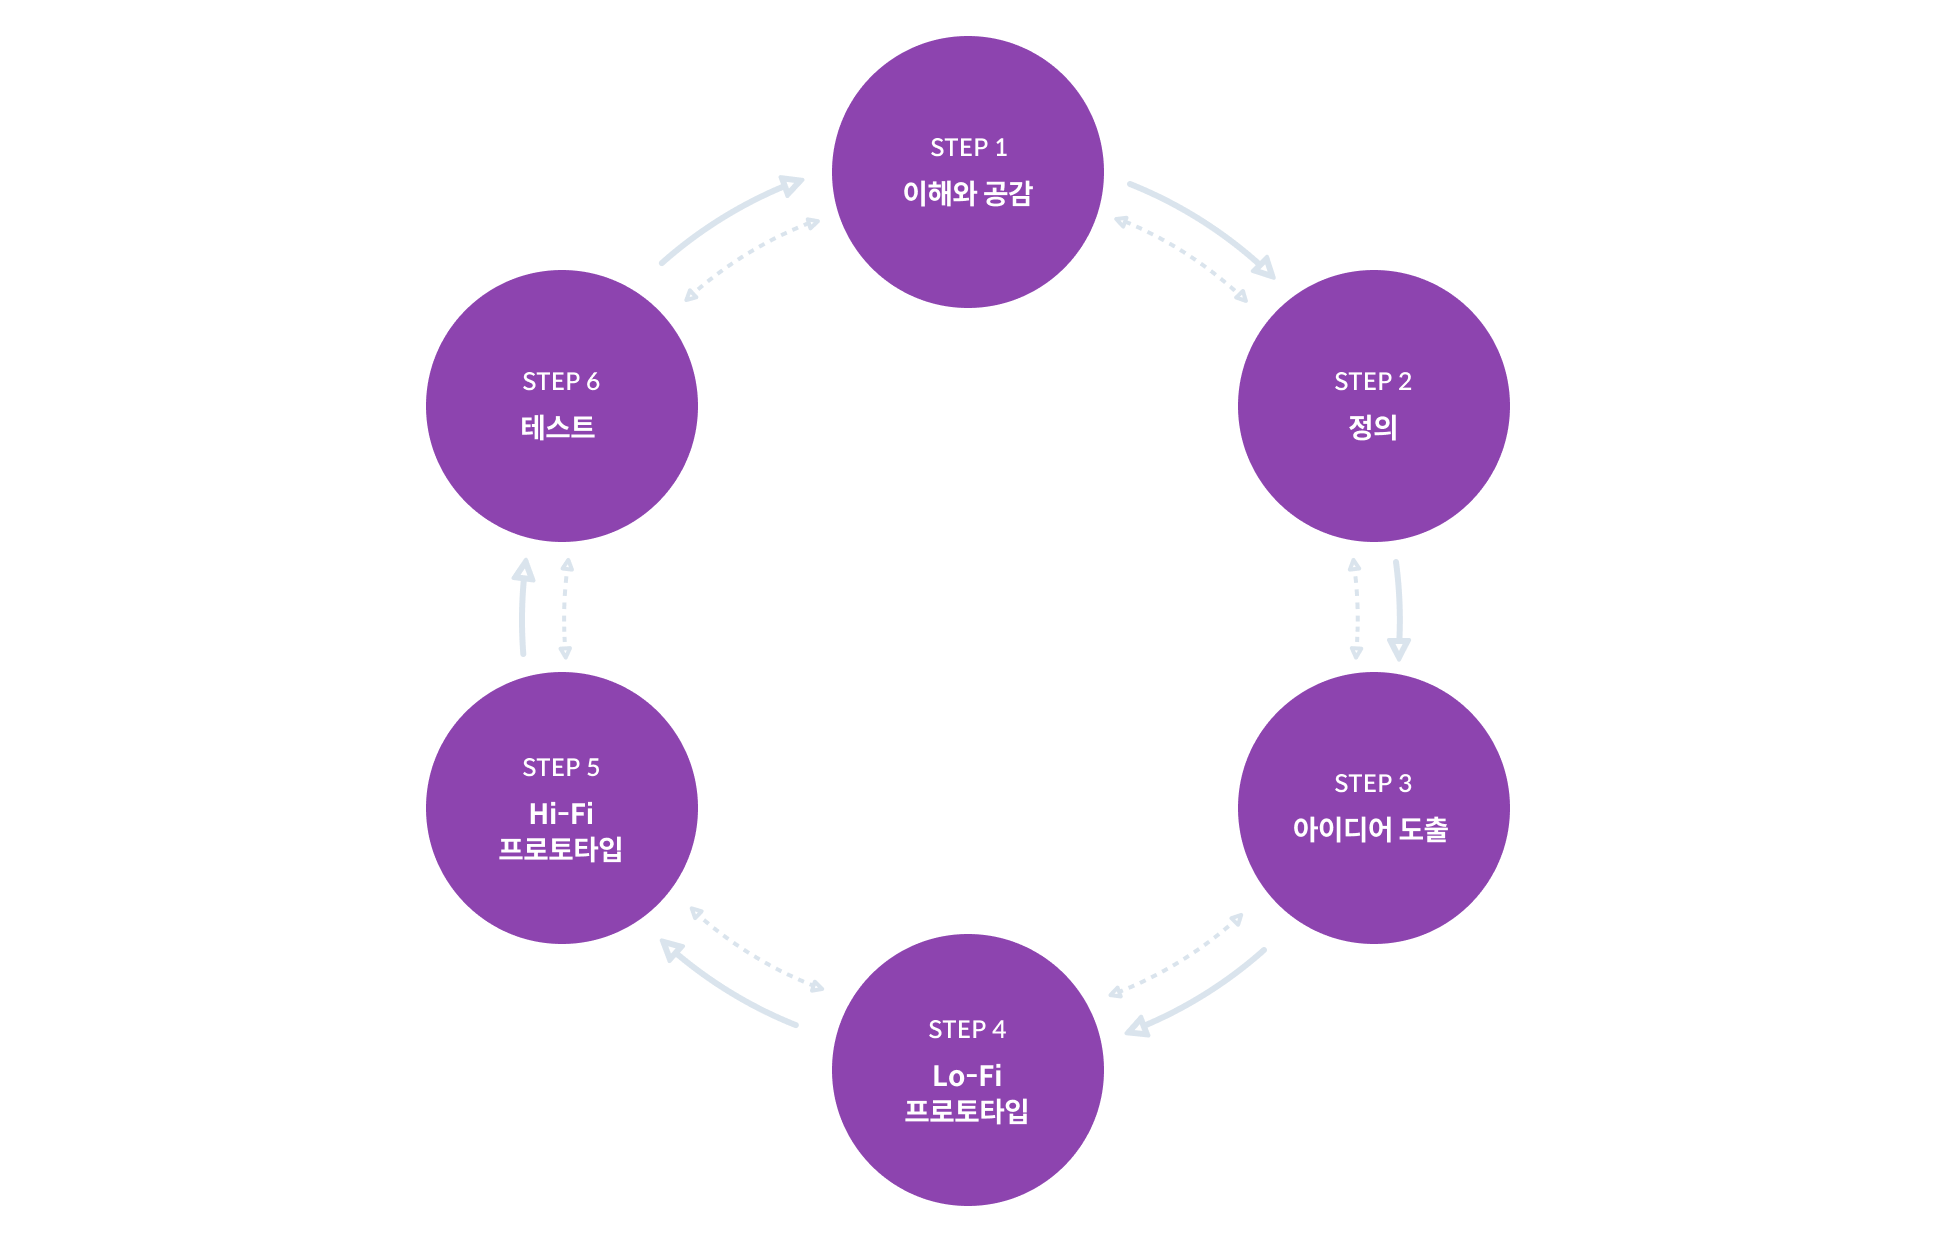 STEP 1
이해와 공감
STEP 2
정의
STEP 3
아이디어 도출
STEP 4
Lo-Fi
프로토타입
STEP 5
Hi-Fi
프로토타입
STEP 6
테스트